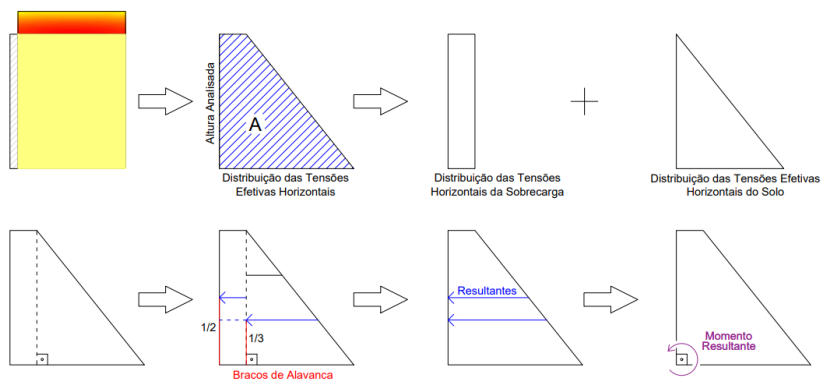 Altura Analisada
A
Distribuição das Tensões
Efetivas Horizontais
Distribuição das Tensões
Horizontais da Sobrecarga
Distribuição das Tensões Efetivas
Horizontais do Solo
1/2
1/3
Bracos de Alavanca
Resultantes
Momento
Resultante